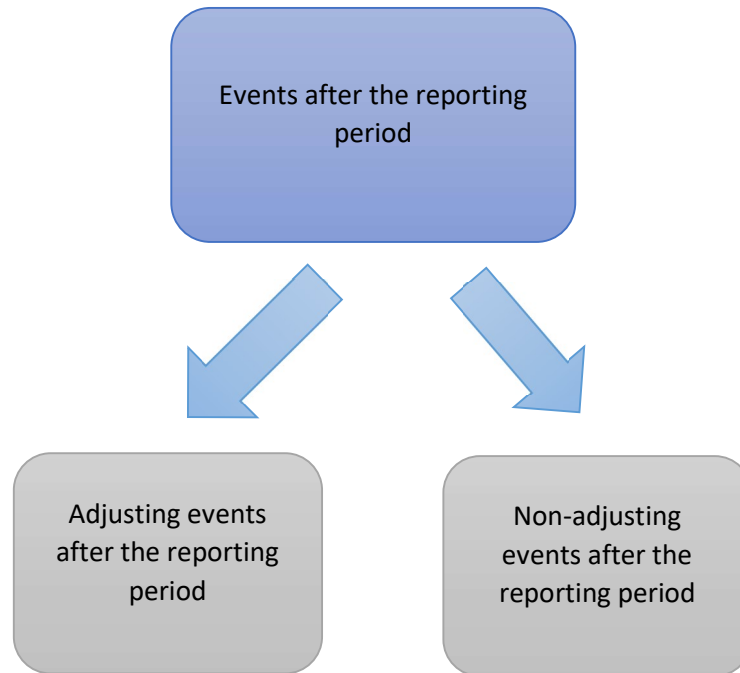 Events after the reporting
period
Adjusting events
after the reporting
period
Non-adjusting
events after the
reporting period